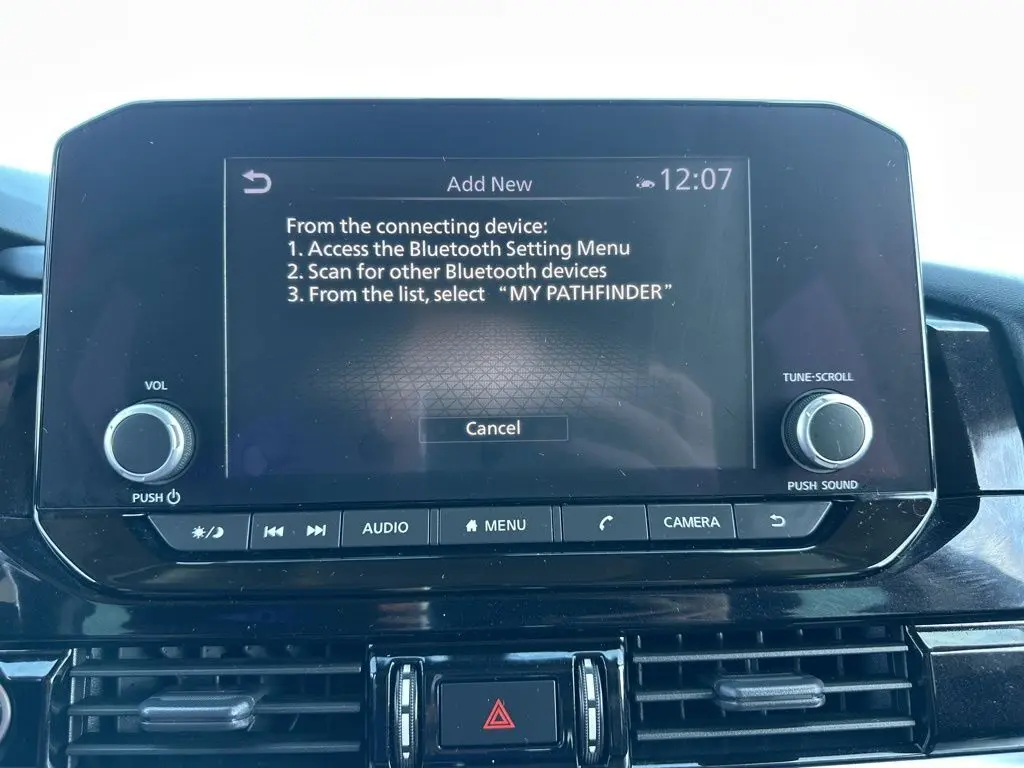 Add New
12:07
From the connecting device:
1. Access the Bluetooth Setting Menu
2. Scan for other Bluetooth devices
3. From the list, select “MY PATHFINDER”
Cancel
VOL
PUSH
TUNE·SCROLL
PUSH SOUND
AUDIO
MENU
CAMERA